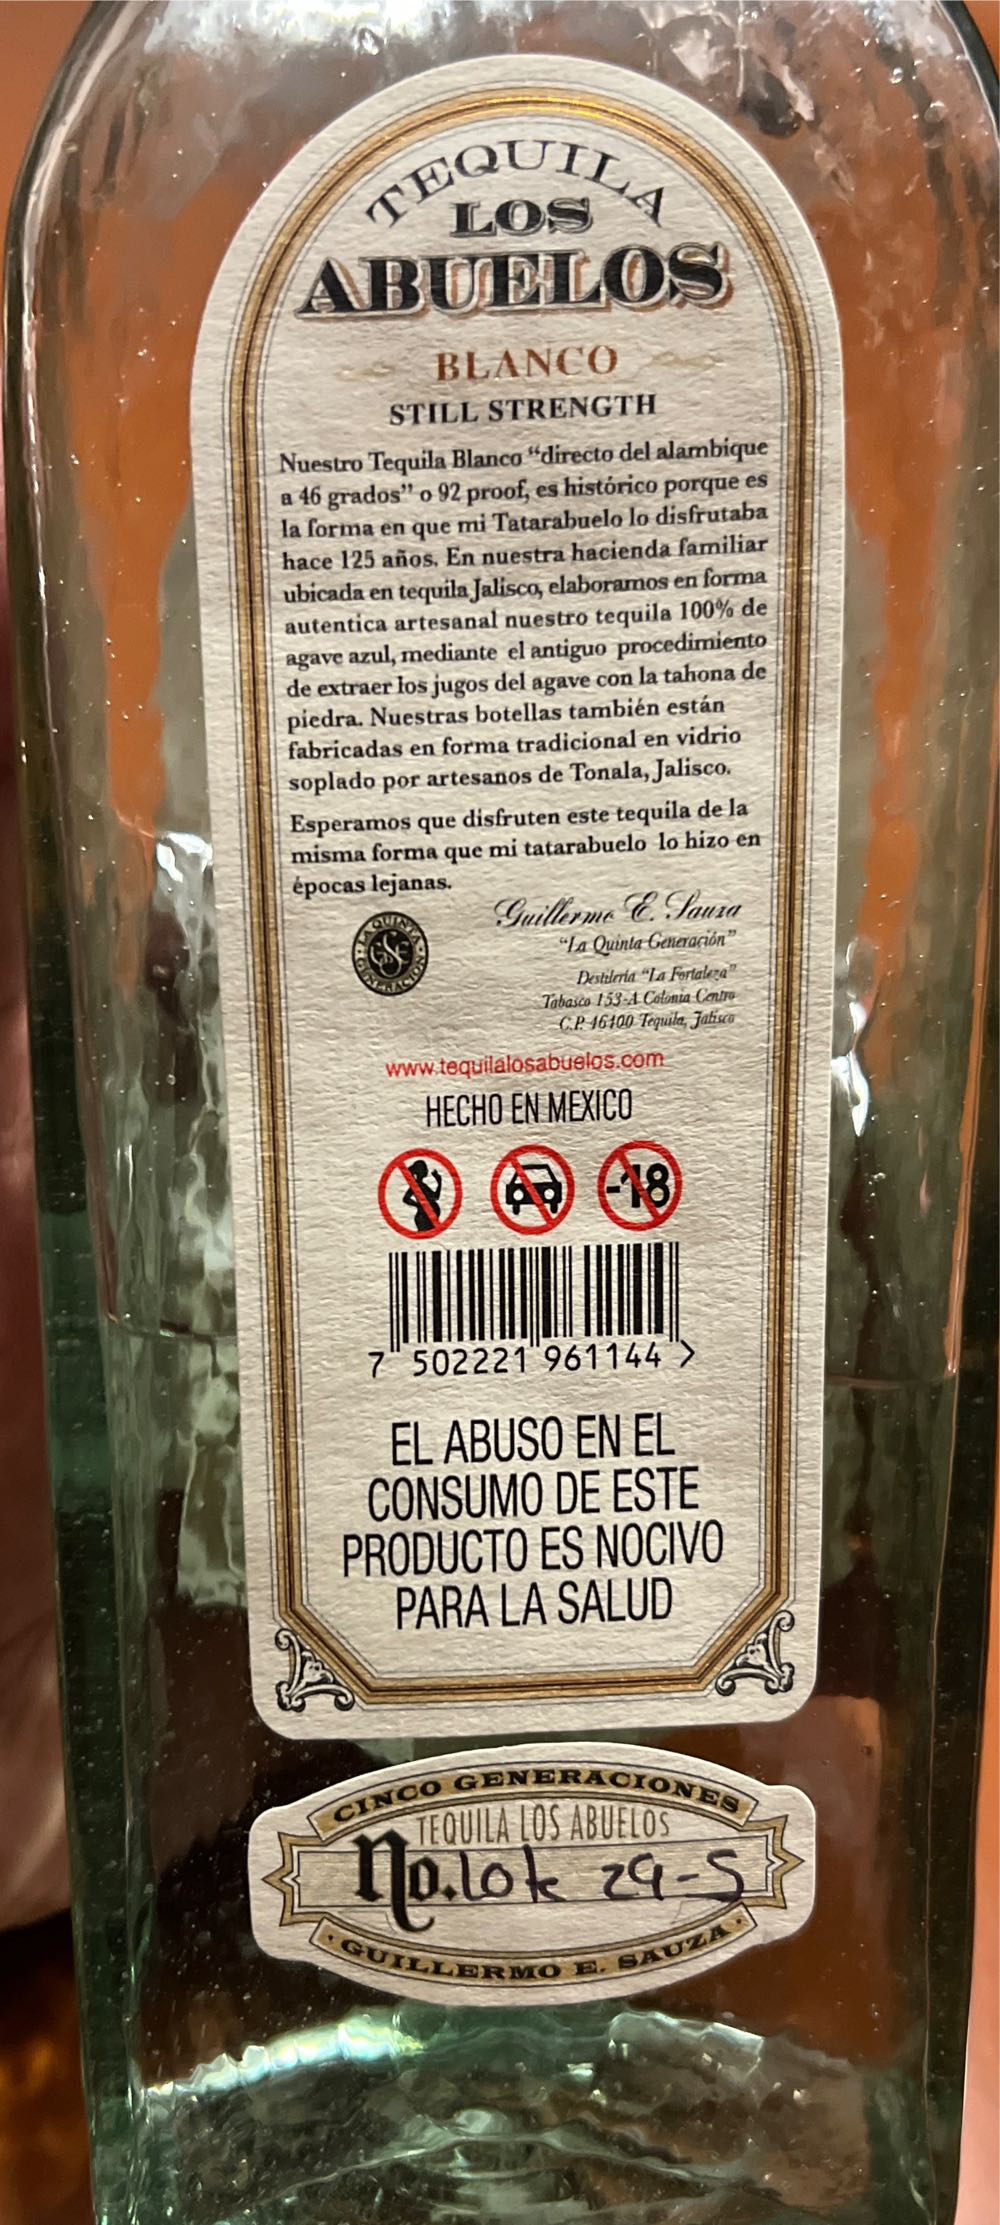 TEQUILA
LOS
ABUELOS
BLANCO
STILL STRENGTH
Nuestro Tequila Blanco “directo del alambique
a 46 grados” o 92 proof, es histórico porque es
la forma en que mi Tatarabuelo lo disfrutaba
hace 125 años. En nuestra hacienda familiar
ubicada en tequila Jalisco, elaboramos en forma
autentica artesanal nuestro tequila 100% de
agave azul, mediante el antiguo procedimiento
de extraer los jugos del agave con la tahona de
piedra. Nuestras botellas también están
fabricadas en forma tradicional en vidrio
soplado por artesanos de Tonala, Jalisco.
Esperamos que disfruten este tequila de la
misma forma que mi tatarabuelo lo hizo en
épocas lejanas.
Guillermo E. Sauza
“La Quinta Generación”
LA QUINTA GENERACION
Destilería “La Fortaleza”
Tabasco 153-A Colonia Centro
C.P. 46400 Tequila, Jalisco
www.tequilalosabuelos.com
HECHO EN MEXICO
-18
7 502221 961144 >
EL ABUSO EN EL
CONSUMO DE ESTE
PRODUCTO ES NOCIVO
PARA LA SALUD
CINCO GENERACIONES
TEQUILA LOS ABUELOS
No. 29-S
· GUILLERMO E. SAUZA ·